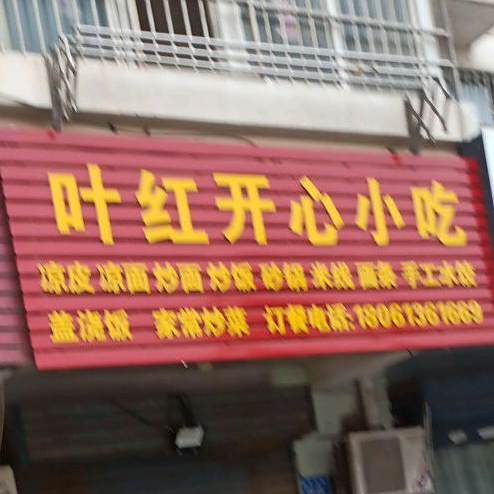 叶红开心小吃
凉皮 凉面 炒面 炒饭 砂锅 米线 面条 手工水饺
盖浇饭 家常炒菜 订餐电话:18061361669